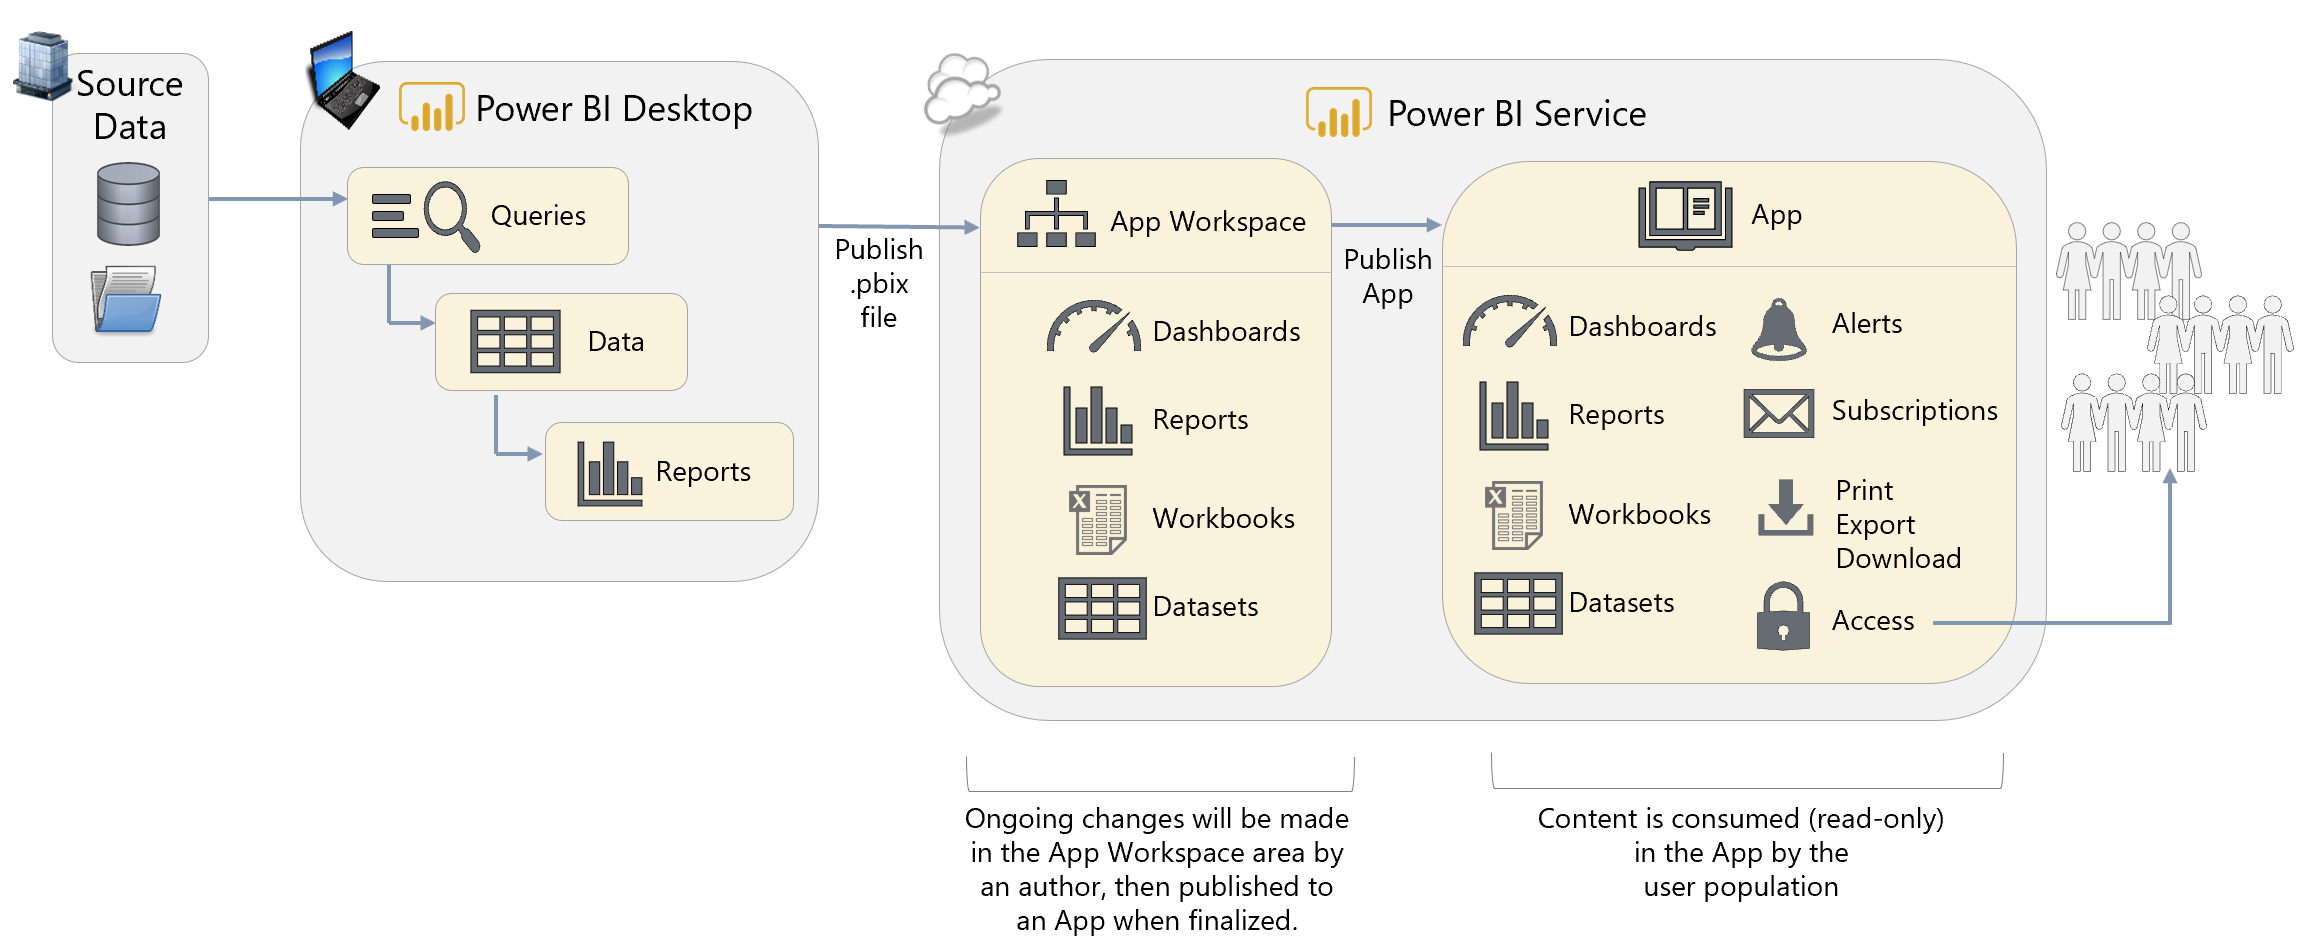 Source
Data
Power BI Desktop
Queries
Data
Reports
Publish
.pbix
file
Power BI Service
App Workspace
Dashboards
Reports
X
Workbooks
Datasets
Publish
App
App
Dashboards
Reports
X
Workbooks
Datasets
Alerts
Subscriptions
Print
Export
Download
Access
Ongoing changes will be made
in the App Workspace area by
an author, then published to
an App when finalized.
Content is consumed (read-only)
in the App by the
user population